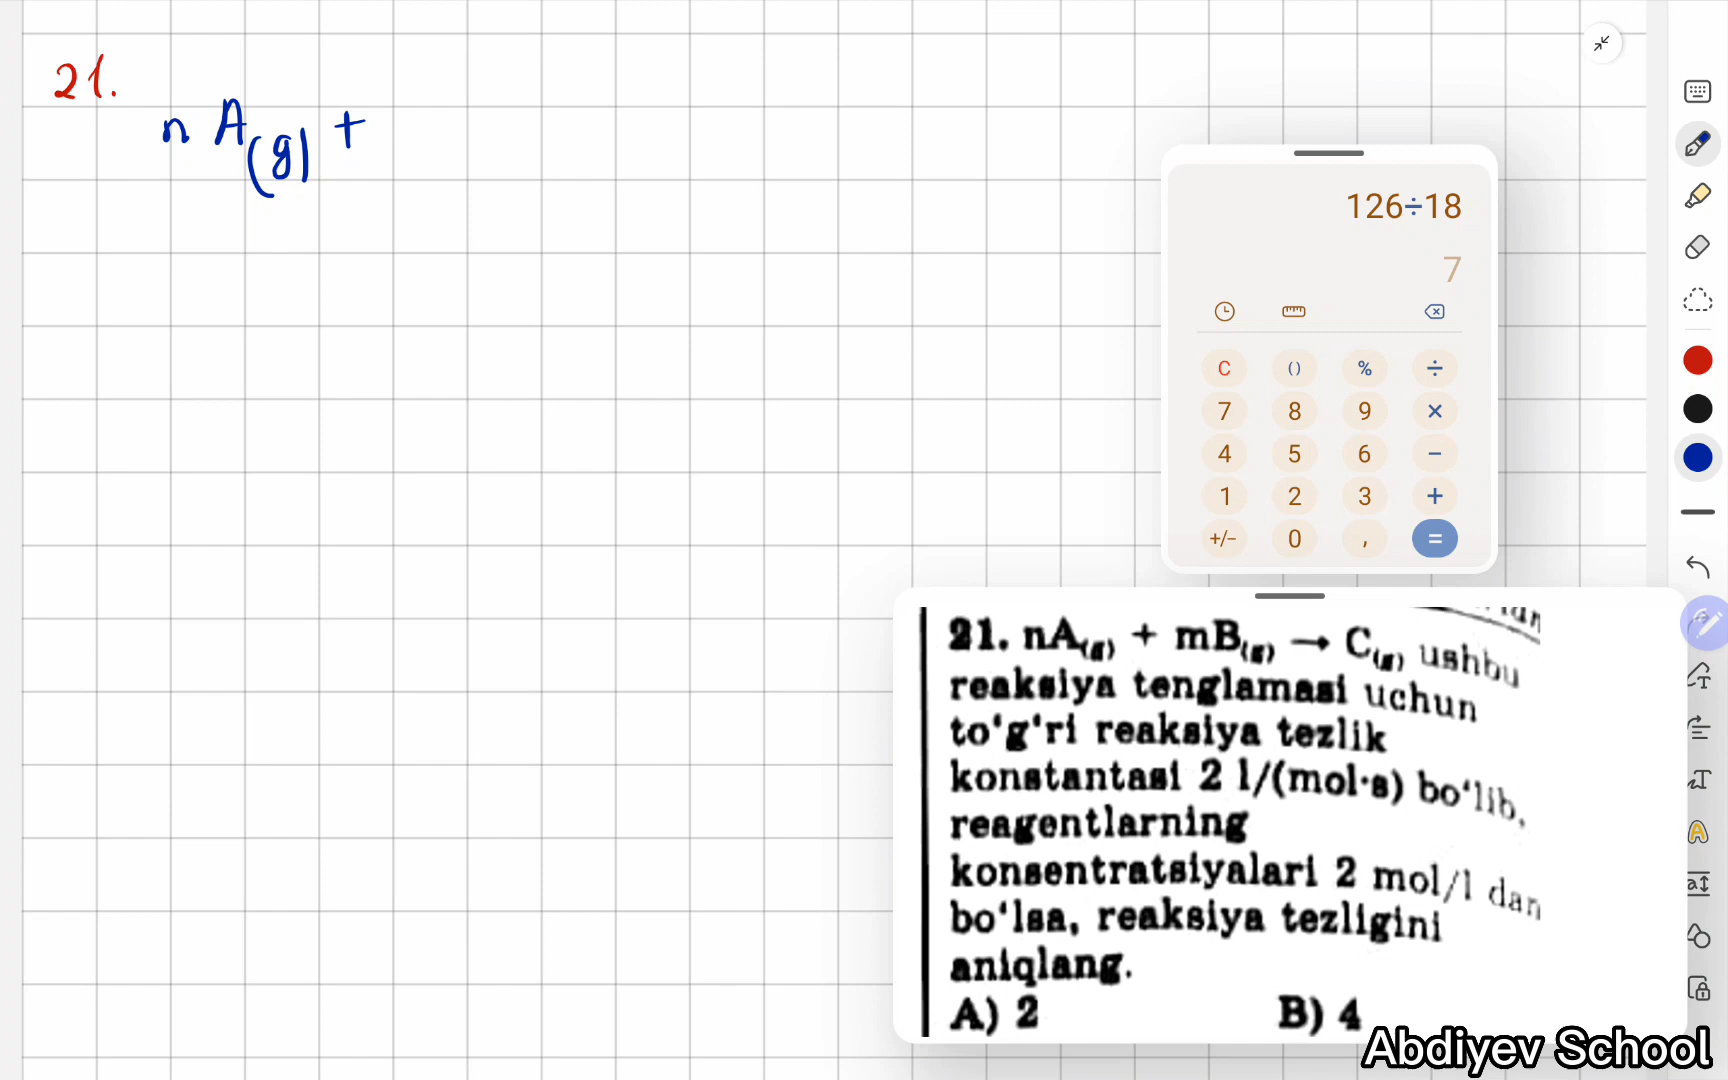 21.
n A(g) +
126÷18
7
C () % ÷
7 8 9 ×
4 5 6 −
1 2 3 +
+/− 0 , =
21. nA(g) + mB(g) → C(g) ushbu
reaksiya tenglamasi uchun
to'g'ri reaksiya tezlik
konstantasi 2 l/(mol·s) bo'lib,
reagentlarning
konsentratsiyalari 2 mol/l dan
bo'lsa, reaksiya tezligini
aniqlang.
A) 2 B) 4
Abdiyev School